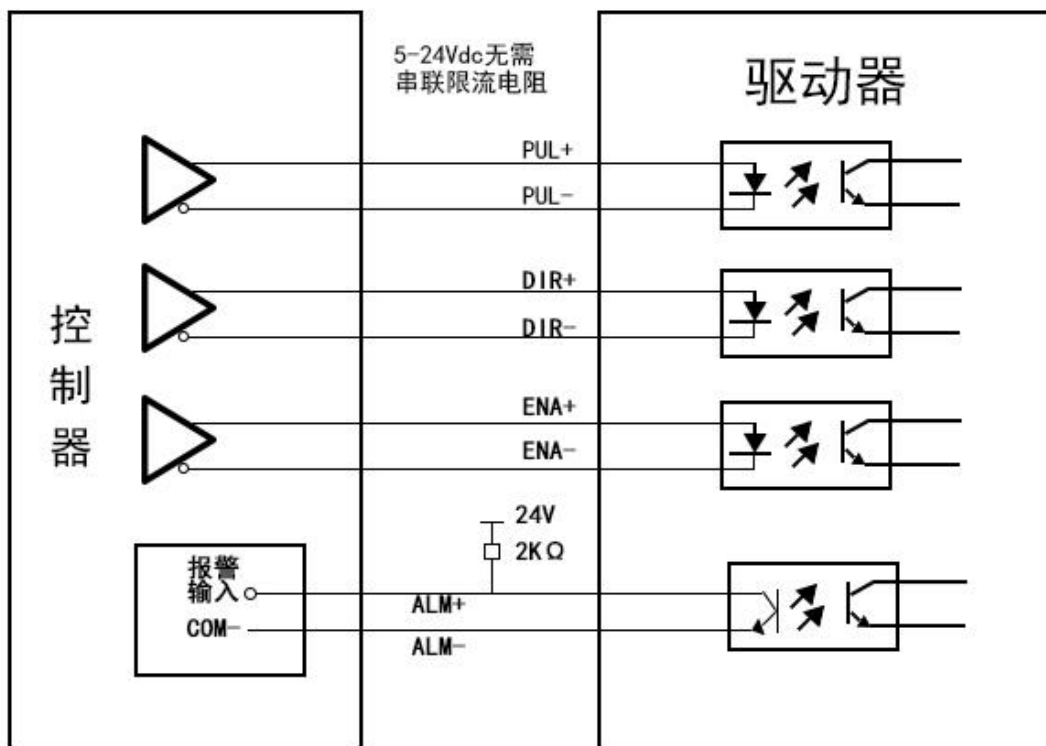 5-24Vdc无需
串联限流电阻
驱动器
PUL+
PUL-
DIR+
DIR-
控制器
ENA+
ENA-
24V
2KΩ
报警
输入
ALM+
COM-
ALM-